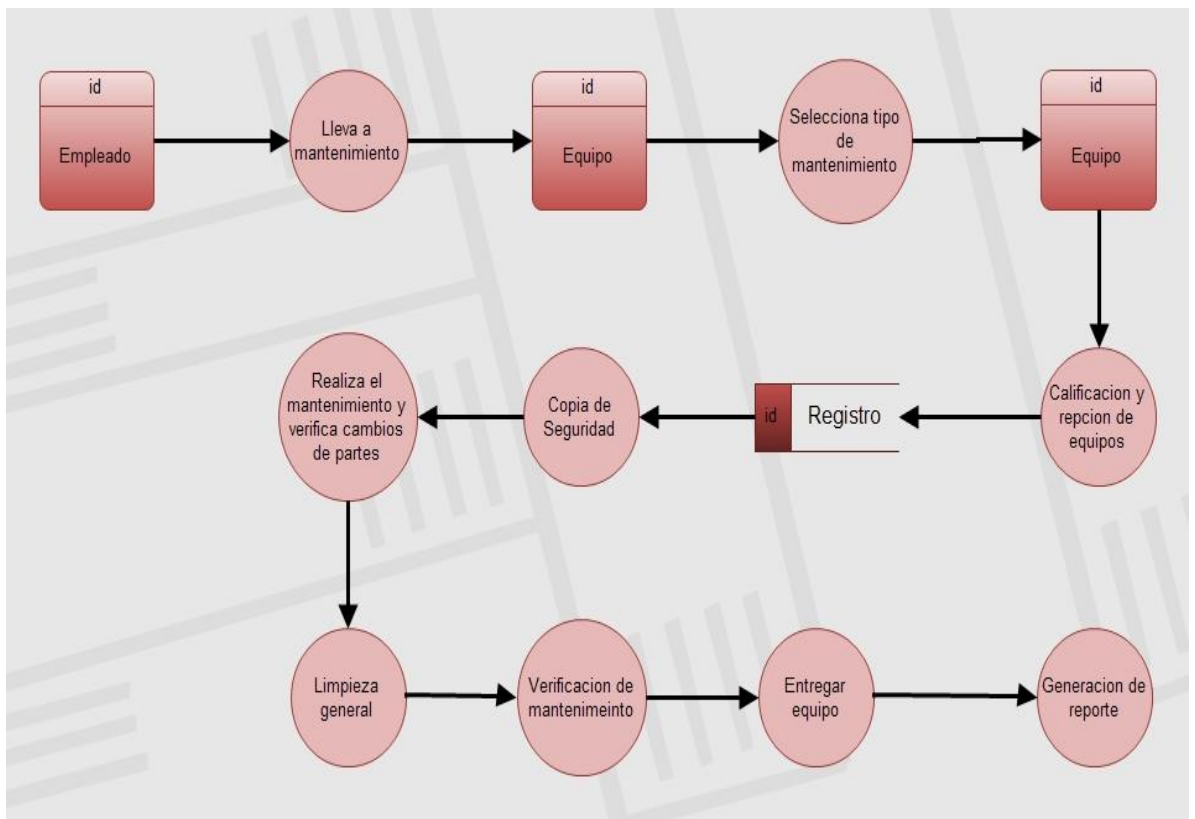 id
Empleado
Lleva a
mantenimiento
id
Equipo
Selecciona tipo
de
mantenimiento
id
Equipo
Calificacion y
repcion de
equipos
id
Registro
Copia de
Seguridad
Realiza el
mantenimiento y
verifica cambios
de partes
Limpieza
general
Verificacion de
mantenimeinto
Entregar
equipo
Generacion de
reporte